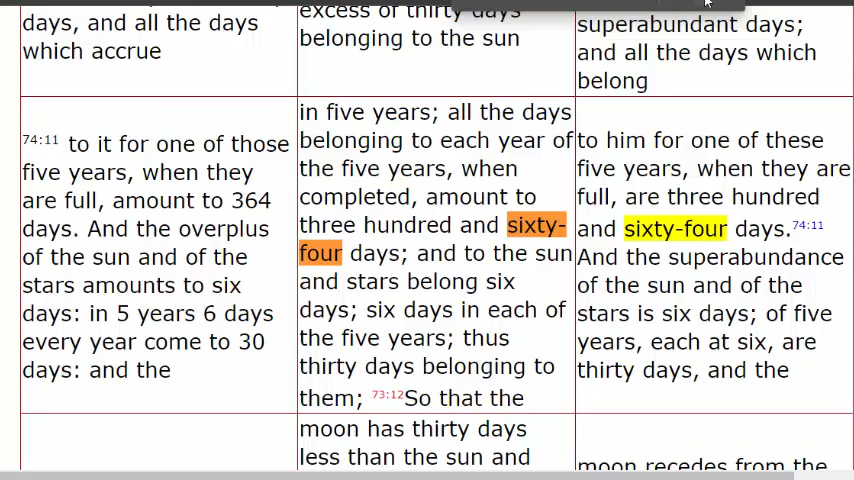 days, and all the days
which accrue
excess of thirty days
belonging to the sun
superabundant days;
and all the days which
belong
74:11 to it for one of those
five years, when they
are full, amount to 364
days. And the overplus
of the sun and of the
stars amounts to six
days: in 5 years 6 days
every year come to 30
days: and the
in five years; all the days
belonging to each year of
the five years, when
completed, amount to
three hundred and sixty-
four days; and to the sun
and stars belong six
days; six days in each of
the five years; thus
thirty days belonging to
them; 73:12So that the
to him for one of these
five years, when they are
full, are three hundred
and sixty-four days.74:11
And the superabundance
of the sun and of the
stars is six days; of five
years, each at six, are
thirty days, and the
moon has thirty days
less than the sun and
moon recedes from the